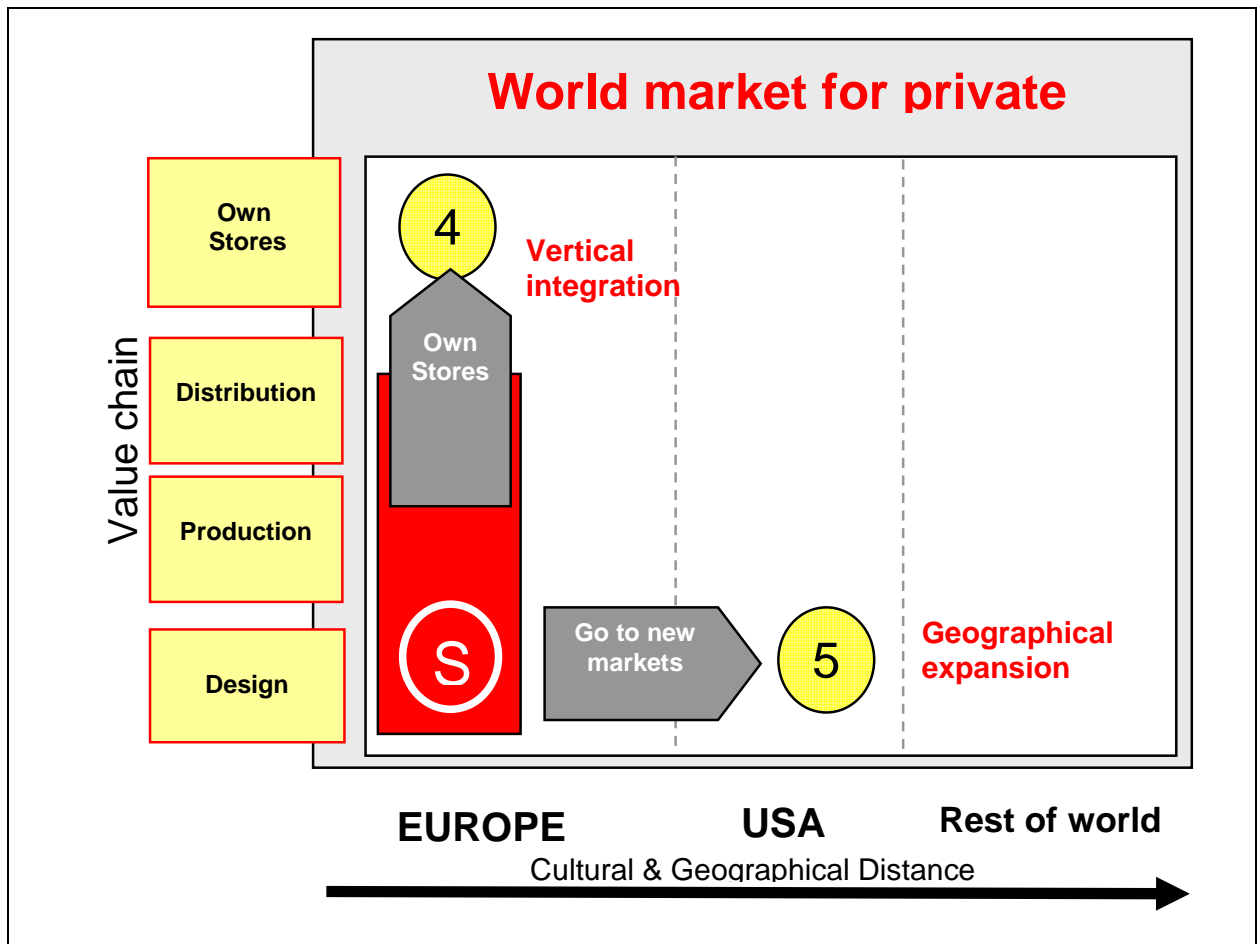 World market for private
Own
Stores
4
Vertical
integration
Own
Stores
Value chain
Distribution
Production
Design
S
Go to new
markets
5
Geographical
expansion
EUROPE
USA
Rest of world
Cultural & Geographical Distance